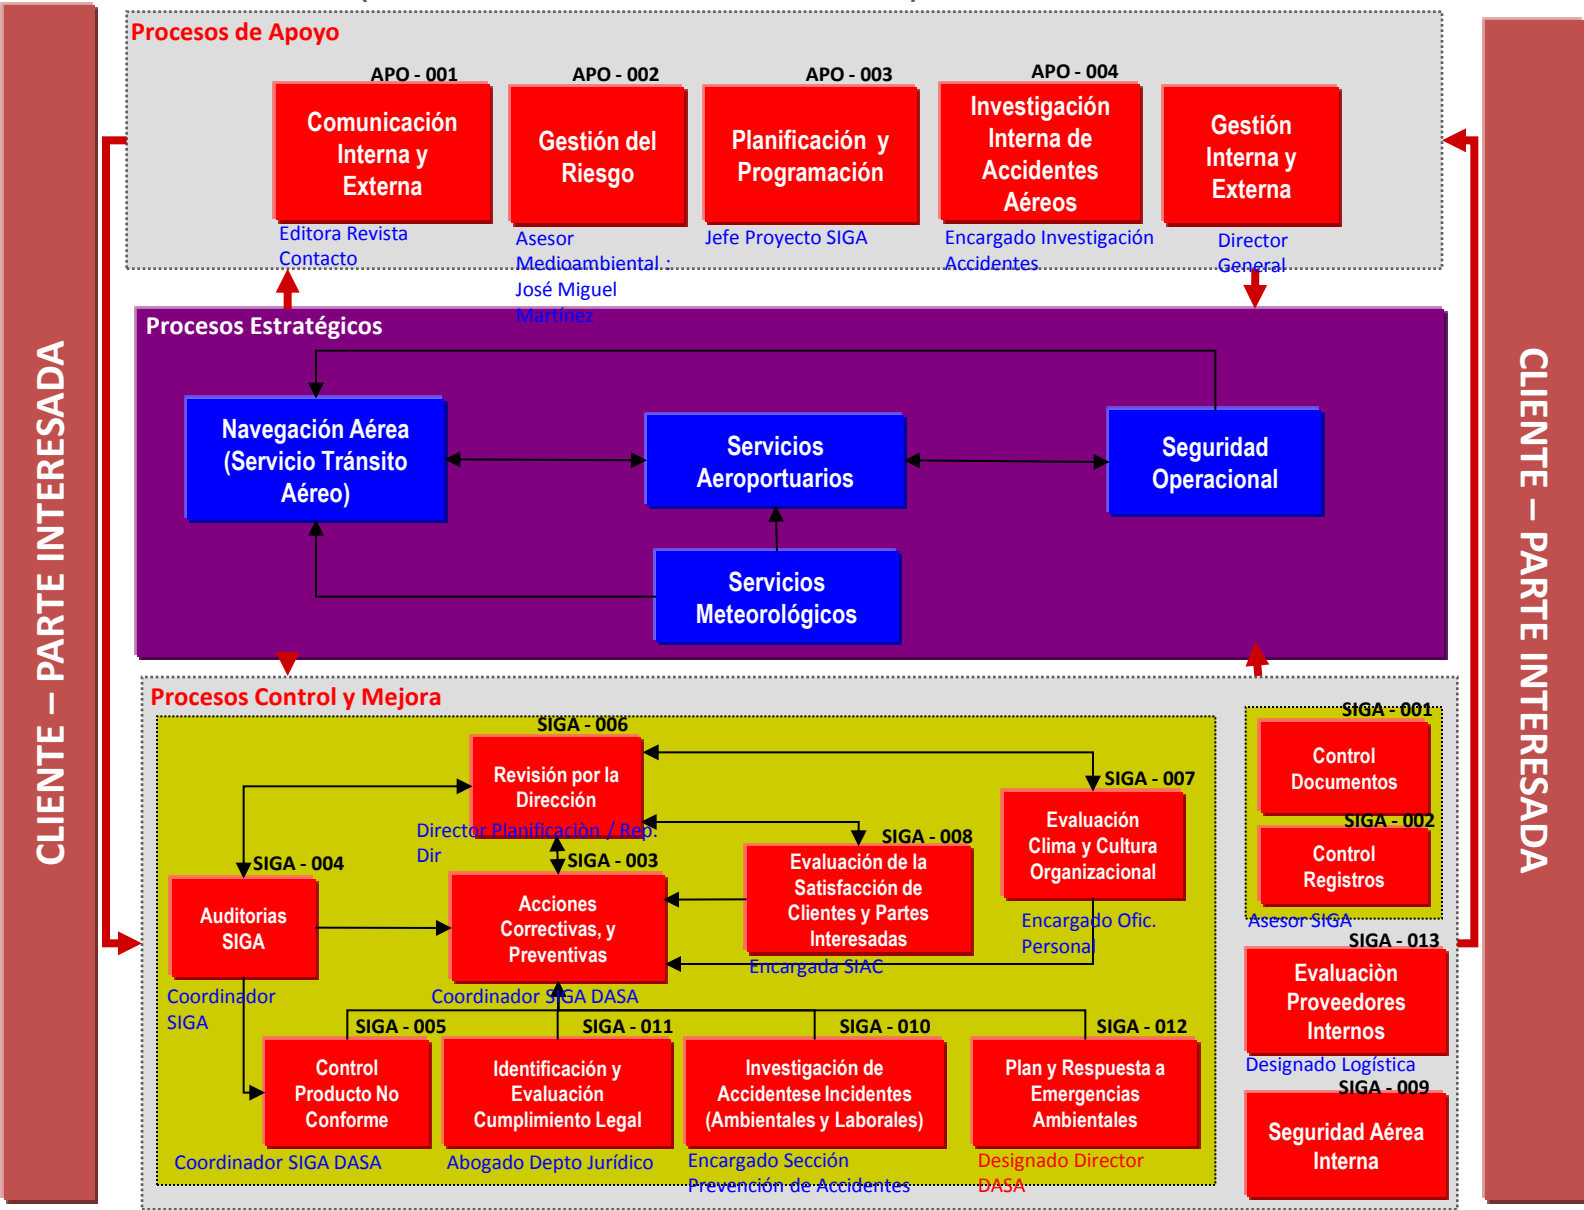 CLIENTE – PARTE INTERESADA
Procesos de Apoyo
APO - 001
Comunicación
Interna y
Externa
Editora Revista
Contacto
APO - 002
Gestión del
Riesgo
Asesor
Medioambiental :
José Miguel
Martínez
APO - 003
Planificación y
Programación
Jefe Proyecto SIGA
APO - 004
Investigación
Interna de
Accidentes
Aéreos
Encargado Investigación
Accidentes
Gestión
Interna y
Externa
Director
General
Procesos Estratégicos
Navegación Aérea
(Servicio Tránsito
Aéreo)
Servicios
Aeroportuarios
Seguridad
Operacional
Servicios
Meteorológicos
Procesos Control y Mejora
SIGA - 006
Revisión por la
Dirección
Director Planificaciòn / Rep.
Dir
SIGA - 007
Evaluación
Clima y Cultura
Organizacional
Encargado Ofic.
Personal
SIGA - 008
Evaluación de la
Satisfacción de
Clientes y Partes
Interesadas
Encargada SIAC
SIGA - 004
Auditorias
SIGA
Coordinador
SIGA
SIGA - 003
Acciones
Correctivas, y
Preventivas
Coordinador SIGA DASA
SIGA - 005
Control
Producto No
Conforme
Coordinador SIGA DASA
SIGA - 011
Identificación y
Evaluación
Cumplimiento Legal
Abogado Depto Jurídico
SIGA - 010
Investigación de
Accidentese Incidentes
(Ambientales y Laborales)
Encargado Sección
Prevención de Accidentes
SIGA - 012
Plan y Respuesta a
Emergencias
Ambientales
Designado Director
DASA
SIGA - 001
Control
Documentos
SIGA - 002
Control
Registros
Asesor SIGA
SIGA - 013
Evaluaciòn
Proveedores
Internos
Designado Logística
SIGA - 009
Seguridad Aérea
Interna
CLIENTE – PARTE INTERESADA